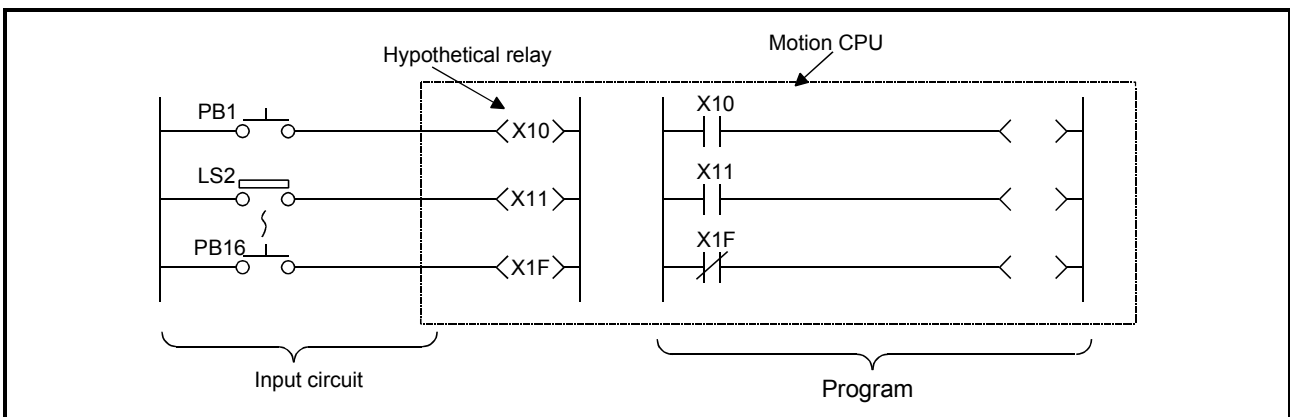 Hypothetical relay
Motion CPU
PB1
X10
X10
LS2
X11
X11
PB16
X1F
X1F
Input circuit
Program